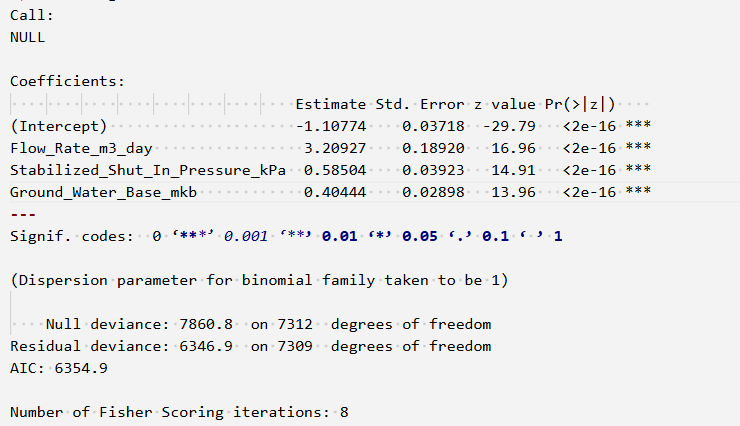 Call:
NULL
Coefficients:
Estimate Std. Error z value Pr(>|z|)
(Intercept) -1.10774 0.03718 -29.79 <2e-16 ***
Flow_Rate_m3_day 3.20927 0.18920 16.96 <2e-16 ***
Stabilized_Shut_In_Pressure_kPa 0.58504 0.03923 14.91 <2e-16 ***
Ground_Water_Base_mkb 0.40444 0.02898 13.96 <2e-16 ***
---
Signif. codes: 0 ‘***’ 0.001 ‘**’ 0.01 ‘*’ 0.05 ‘.’ 0.1 ‘ ’ 1
(Dispersion parameter for binomial family taken to be 1)
Null deviance: 7860.8 on 7312 degrees of freedom
Residual deviance: 6346.9 on 7309 degrees of freedom
AIC: 6354.9
Number of Fisher Scoring iterations: 8